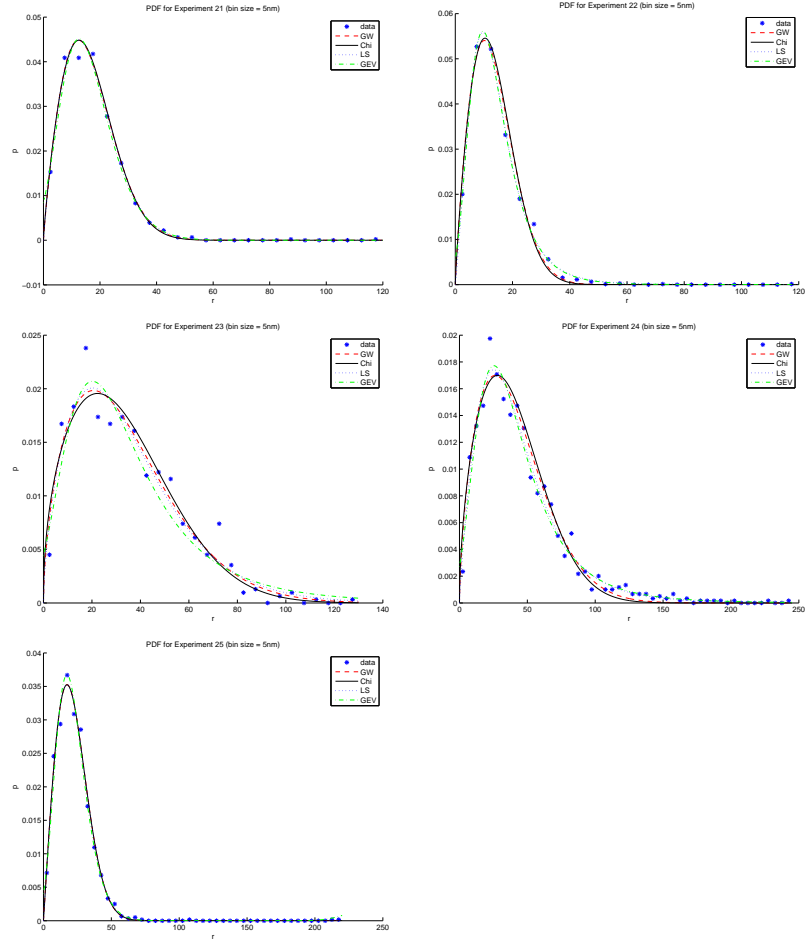 PDF for Experiment 21 (bin size = 5nm)
0.05
0.04
0.03
0.02
0.01
0
−0.01
p
0 20 40 60 80 100 120
r
data
GW
Chi
LS
GEV
PDF for Experiment 22 (bin size = 5nm)
0.06
0.05
0.04
0.03
0.02
0.01
0
p
0 20 40 60 80 100 120
r
data
GW
Chi
LS
GEV
PDF for Experiment 23 (bin size = 5nm)
0.025
0.02
0.015
0.01
0.005
0
p
0 20 40 60 80 100 120 140
r
data
GW
Chi
LS
GEV
PDF for Experiment 24 (bin size = 5nm)
0.02
0.018
0.016
0.014
0.012
0.01
0.008
0.006
0.004
0.002
0
p
0 50 100 150 200 250
r
data
GW
Chi
LS
GEV
PDF for Experiment 25 (bin size = 5nm)
0.04
0.035
0.03
0.025
0.02
0.015
0.01
0.005
0
p
0 50 100 150 200 250
r
data
GW
Chi
LS
GEV